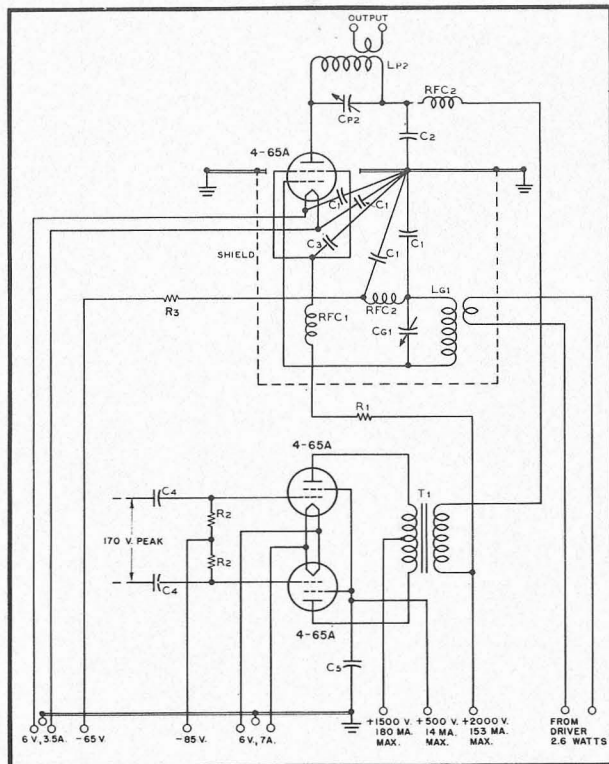 OUTPUT
LP2
RFC2
CP2
C2
4-65A
C1
C1
C3
C1
C1
SHIELD
LG1
RFC2
R3
RFC1
CG1
R1
4-65A
T1
C4
R2
170 V. PEAK
R2
C4
4-65A
C5
6 V., 3.5A.
-65V.
-85 V.
6V., 7A.
+1500 V.
180 MA.
MAX.
+500 V.
14 MA.
MAX.
+2000 V.
153 MA.
MAX.
FROM
DRIVER
2.6 WATTS